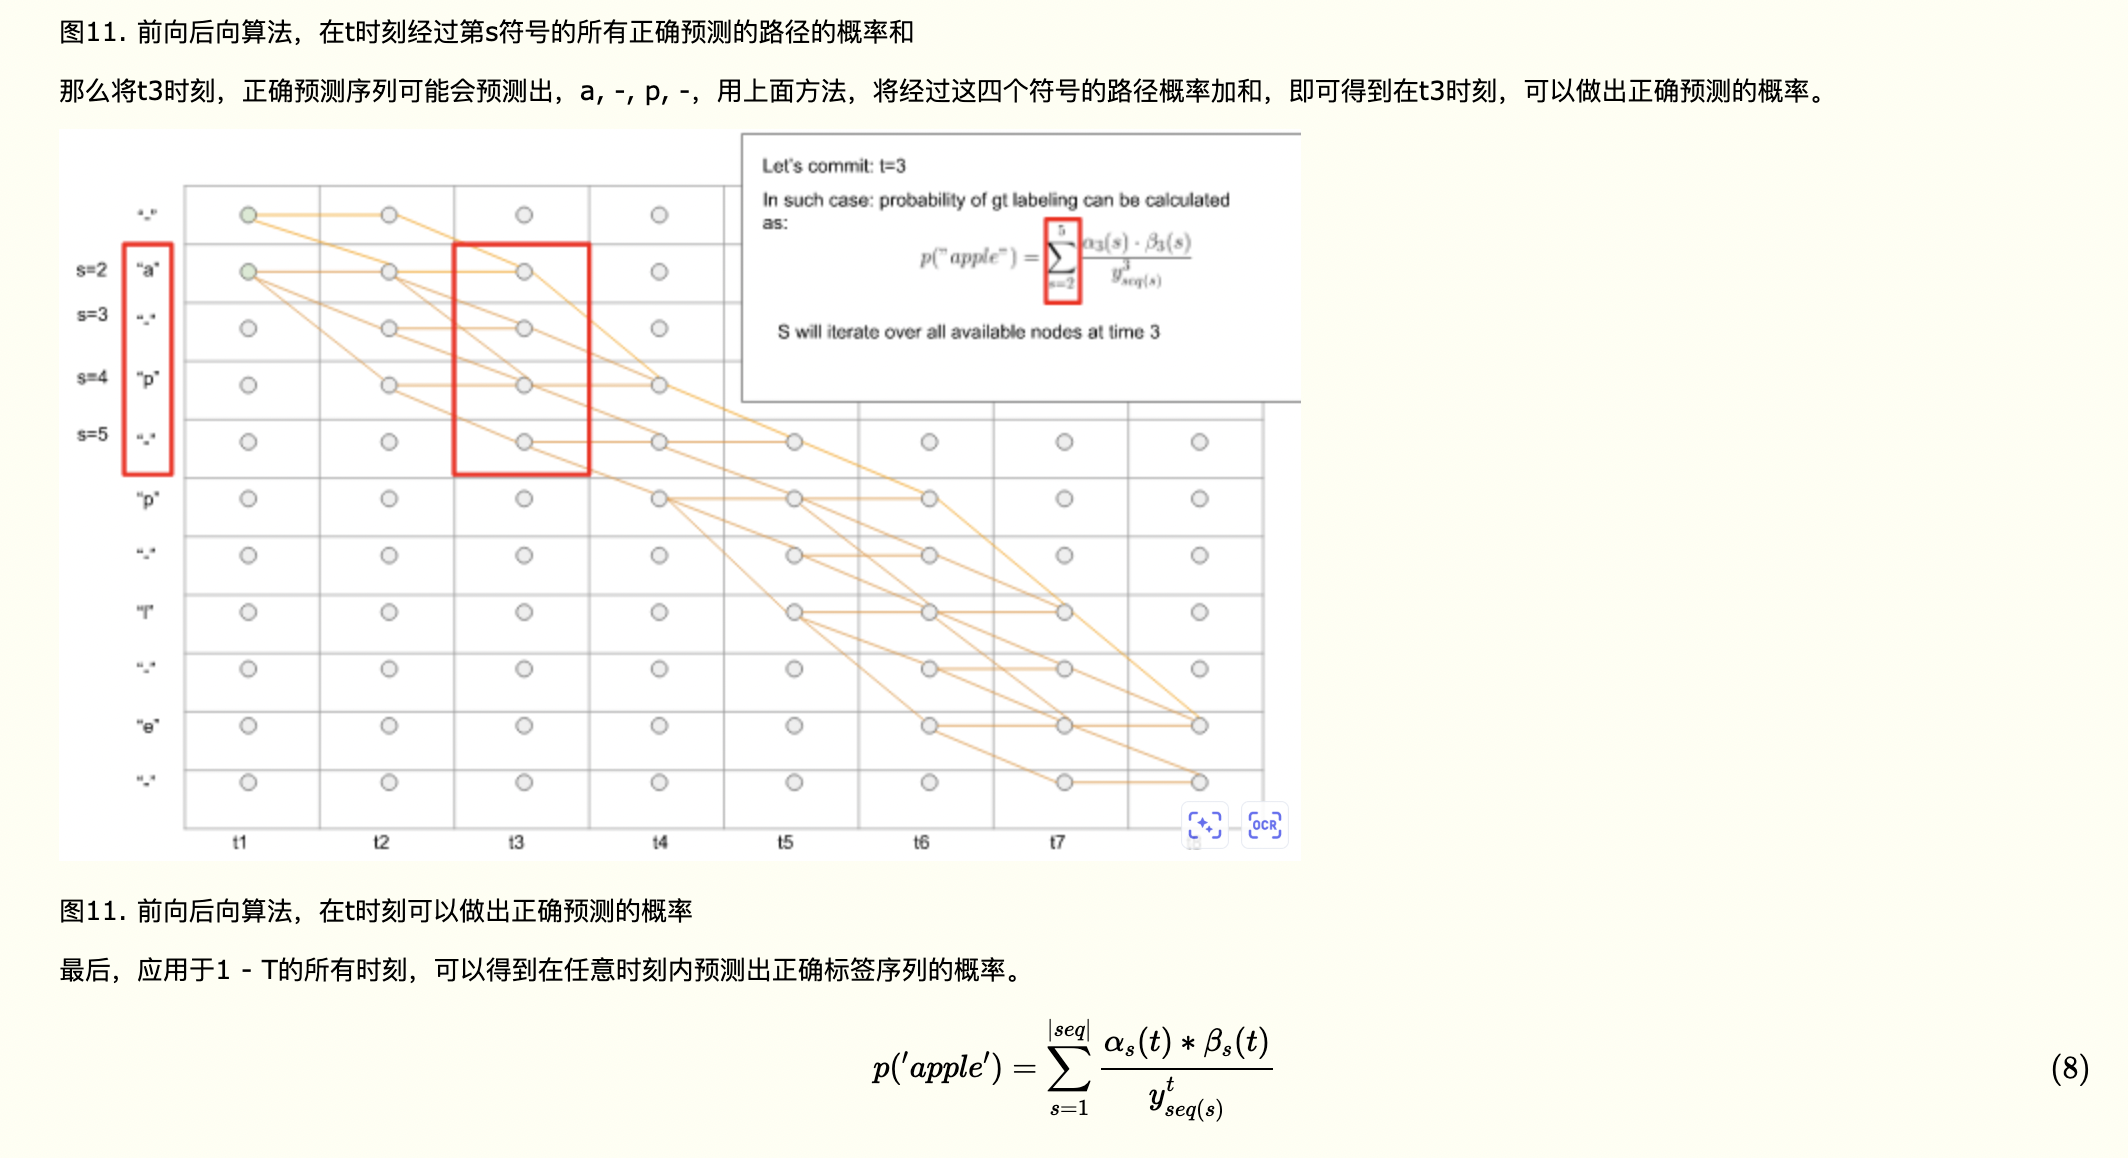 图11. 前向后向算法，在t时刻经过第s符号的所有正确预测的路径的概率和
那么将t3时刻，正确预测序列可能会预测出，a, -, p, -，用上面方法，将经过这四个符号的路径概率加和，即可得到在t3时刻，可以做出正确预测的概率。
Let's commit: t=3
In such case: probability of gt labeling can be calculated
as:
p("apple") = \sum_{s=2}^{5} \frac{α_3(s) · β_3(s)}{y^3_{seq(s)}}
S will iterate over all available nodes at time 3
"-"
s=2 "a"
s=3 "-"
s=4 "p"
s=5 "-"
"p"
"-"
"l"
"-"
"e"
"-"
t1 t2 t3 t4 t5 t6 t7
OCR
图11. 前向后向算法，在t时刻可以做出正确预测的概率
最后，应用于1 - T的所有时刻，可以得到在任意时刻内预测出正确标签序列的概率。
p('apple') = \sum_{s=1}^{|seq|} \frac{α_s(t) * β_s(t)}{y^t_{seq(s)}} (8)